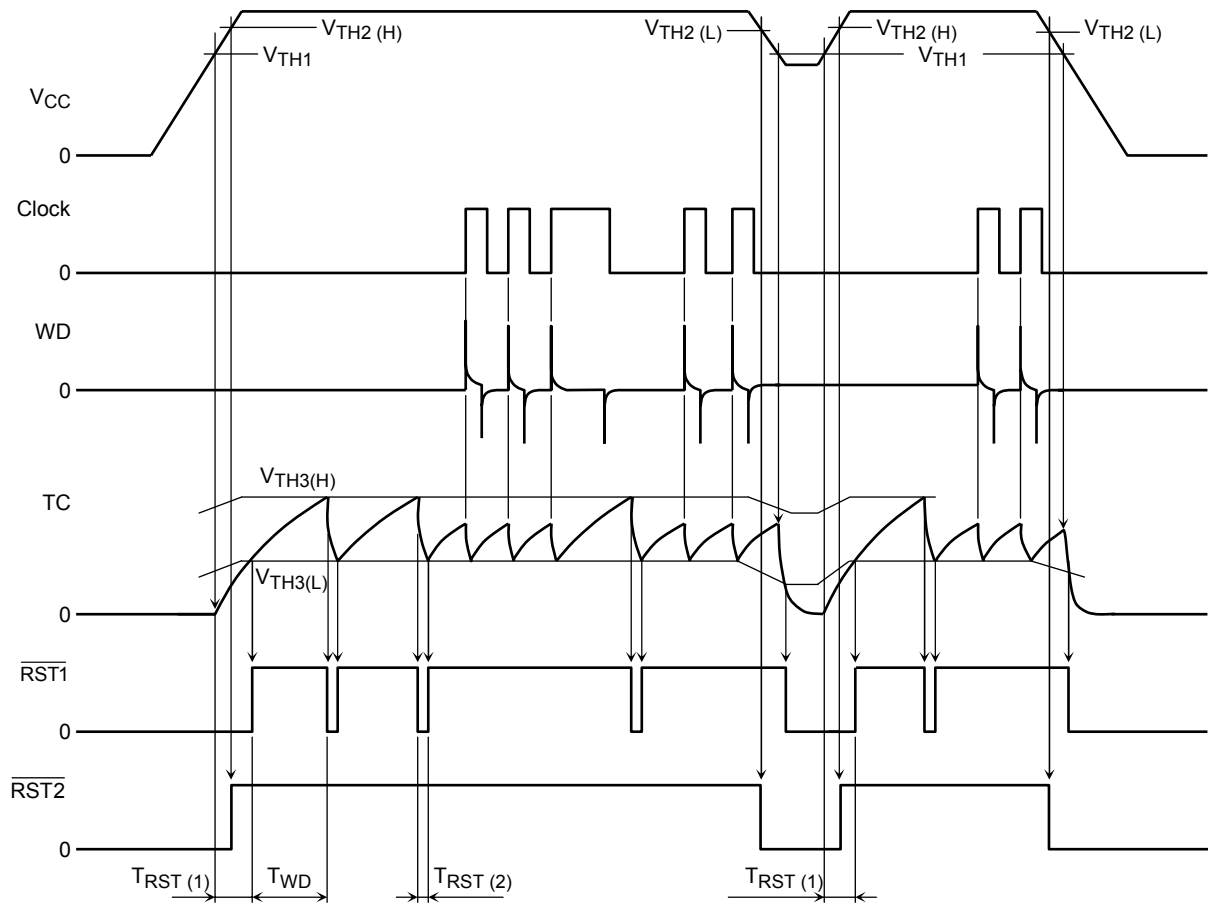 VTH2 (H)
VTH2 (L)
VTH2 (H)
VTH2 (L)
VTH1
VTH1
VCC
0
Clock
0
WD
0
VTH3(H)
TC
VTH3(L)
0
RST1
0
RST2
0
TRST (1)
TWD
TRST (2)
TRST (1)